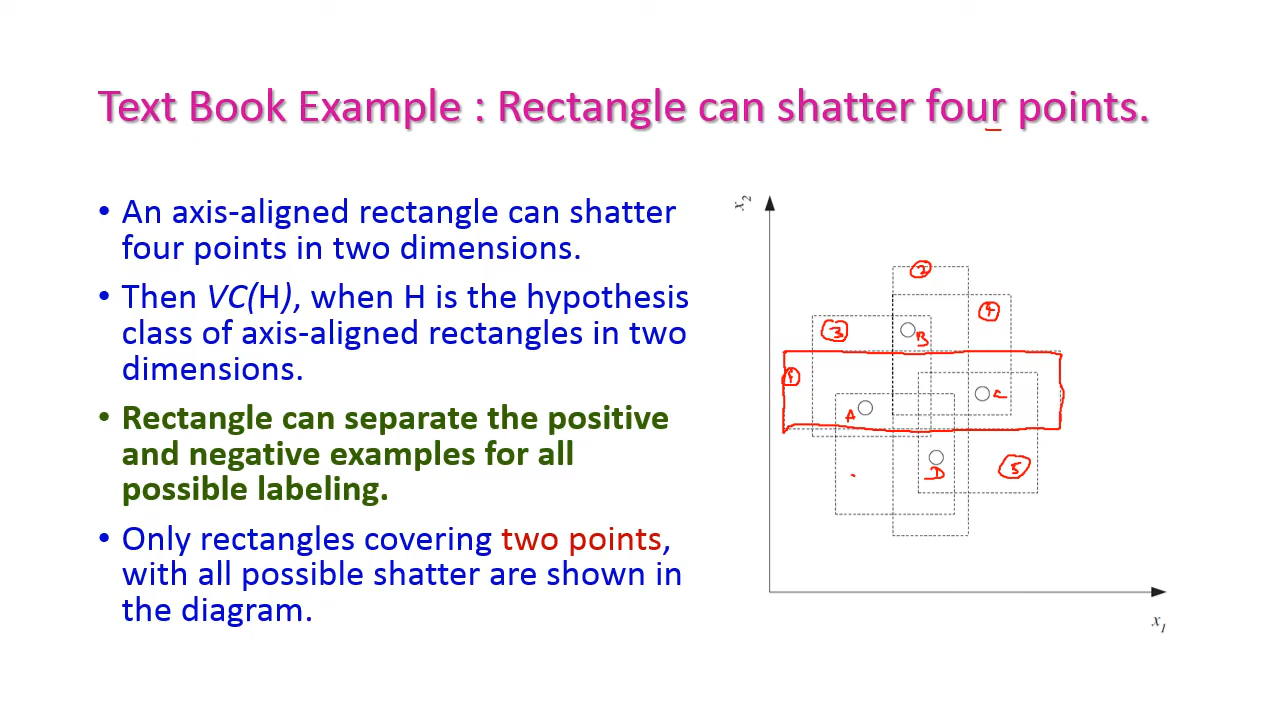 Text Book Example : Rectangle can shatter four points.
• An axis-aligned rectangle can shatter
four points in two dimensions.
• Then VC(H), when H is the hypothesis
class of axis-aligned rectangles in two
dimensions.
• Rectangle can separate the positive
and negative examples for all
possible labeling.
• Only rectangles covering two points,
with all possible shatter are shown in
the diagram.
x2
2
4
3
B
1
A
C
D
5
x1